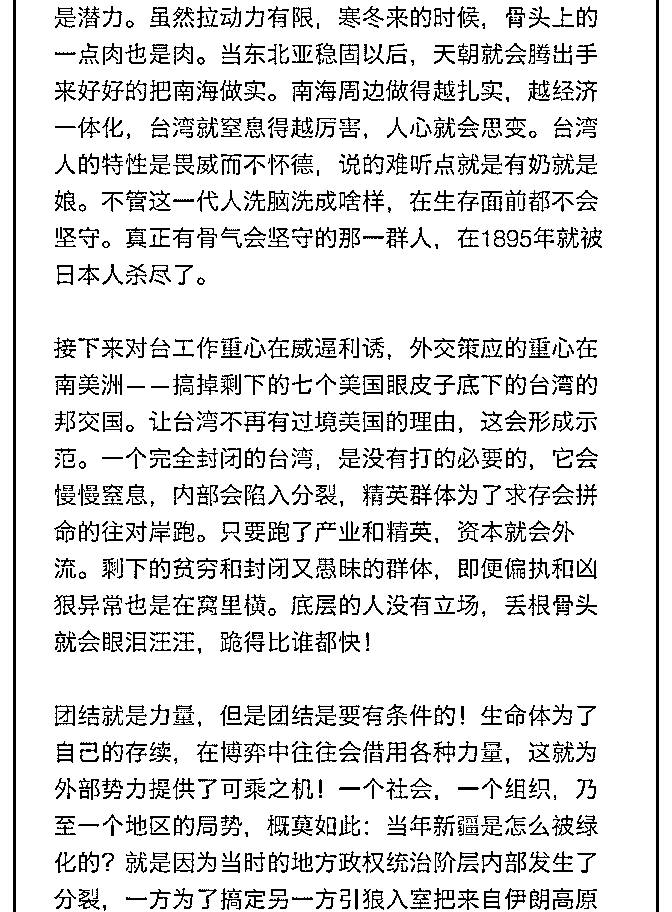 是潜力。虽然拉动力有限，寒冬来的时候，骨头上的
一点肉也是肉。当东北亚稳固以后，天朝就会腾出手
来好好的把南海做实。南海周边做得越扎实，越经济
一体化，台湾就窒息得越厉害，人心就会思变。台湾
人的特性是畏威而不怀德，说的难听点就是有奶就是
娘。不管这一代人洗脑洗成啥样，在生存面前都不会
坚守。真正有骨气会坚守的那一群人，在1895年就被
日本人杀尽了。
接下来对台工作重心在威逼利诱，外交策应的重心在
南美洲——搞掉剩下的七个美国眼皮子底下的台湾的
邦交国。让台湾不再有过境美国的理由，这会形成示
范。一个完全封闭的台湾，是没有打的必要的，它会
慢慢窒息，内部会陷入分裂，精英群体为了求存会拼
命的往对岸跑。只要跑了产业和精英，资本就会外
流。剩下的贫穷和封闭又愚昧的群体，即便偏执和凶
狠异常也是在窝里横。底层的人没有立场，丢根骨头
就会眼泪汪汪，跪得比谁都快！
团结就是力量，但是团结是要有条件的！生命体为了
自己的存续，在博弈中往往会借用各种力量，这就为
外部势力提供了可乘之机！一个社会，一个组织，乃
至一个地区的局势，概莫如此：当年新疆是怎么被绿
化的？就是因为当时的地方政权统治阶层内部发生了
分裂，一方为了搞定另一方引狼入室把来自伊朗高原